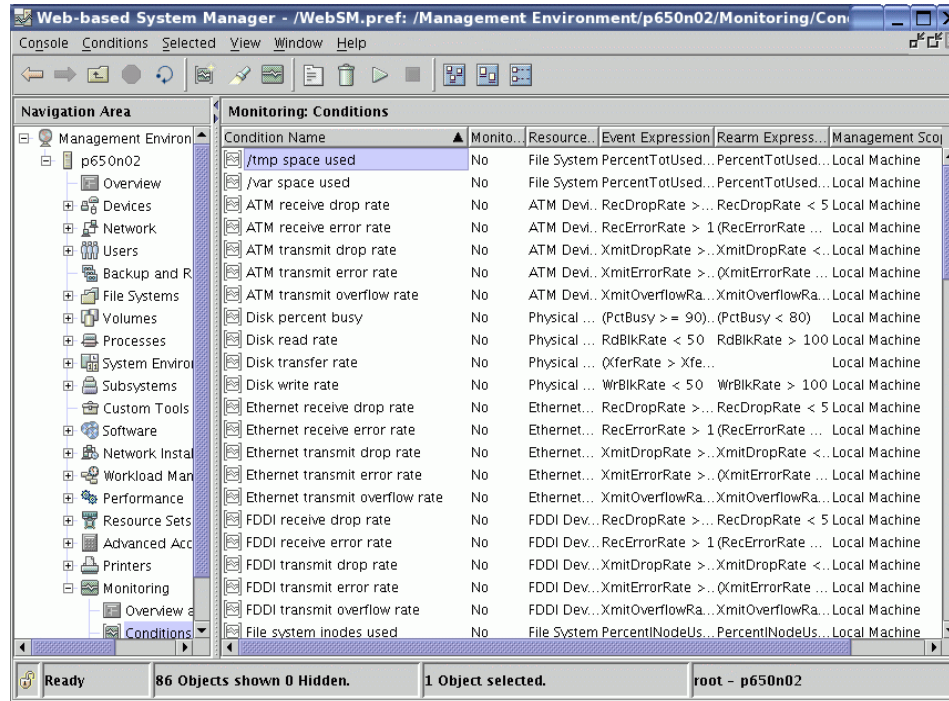 Web-based System Manager - /WebSM.pref: /Management Environment/p650n02/Monitoring/Con
Console Conditions Selected View Window Help
Navigation Area
Management Environ
p650n02
Overview
Devices
Network
Users
Backup and R
File Systems
Volumes
Processes
System Enviro
Subsystems
Custom Tools
Software
Network Instal
Workload Man
Performance
Resource Sets
Advanced Acc
Printers
Monitoring
Overview a
Conditions
Monitoring: Conditions
Condition Name Monito... Resource... Event Expression Rearm Express... Management Scop
/tmp space used No File System PercentTotUsed... PercentTotUsed... Local Machine
/var space used No File System PercentTotUsed... PercentTotUsed... Local Machine
ATM receive drop rate No ATM Devi.. RecDropRate >... RecDropRate < 5 Local Machine
ATM receive error rate No ATM Devi.. RecErrorRate > 1 (RecErrorRate ... Local Machine
ATM transmit drop rate No ATM Devi.. XmitDropRate >.. XmitDropRate <.. Local Machine
ATM transmit error rate No ATM Devi.. XmitErrorRate >.. (XmitErrorRate ... Local Machine
ATM transmit overflow rate No ATM Devi.. XmitOverflowRa... XmitOverflowRa... Local Machine
Disk percent busy No Physical ... (PctBusy >= 90).. (PctBusy < 80) Local Machine
Disk read rate No Physical ... RdBlkRate < 50 RdBlkRate > 100 Local Machine
Disk transfer rate No Physical ... (XferRate > Xfe... Local Machine
Disk write rate No Physical ... WrBlkRate < 50 WrBlkRate > 100 Local Machine
Ethernet receive drop rate No Ethernet... RecDropRate >... RecDropRate < 5 Local Machine
Ethernet receive error rate No Ethernet... RecErrorRate > 1 (RecErrorRate ... Local Machine
Ethernet transmit drop rate No Ethernet... XmitDropRate >.. XmitDropRate <.. Local Machine
Ethernet transmit error rate No Ethernet... XmitErrorRate >.. (XmitErrorRate ... Local Machine
Ethernet transmit overflow rate No Ethernet... XmitOverflowRa... XmitOverflowRa... Local Machine
FDDI receive drop rate No FDDI Dev... RecDropRate >... RecDropRate < 5 Local Machine
FDDI receive error rate No FDDI Dev... RecErrorRate > 1 (RecErrorRate ... Local Machine
FDDI transmit drop rate No FDDI Dev... XmitDropRate >.. XmitDropRate <.. Local Machine
FDDI transmit error rate No FDDI Dev... XmitErrorRate >.. (XmitErrorRate ... Local Machine
FDDI transmit overflow rate No FDDI Dev... XmitOverflowRa... XmitOverflowRa... Local Machine
File system inodes used No File System PercentINodeUs... PercentINodeUs... Local Machine
Ready 86 Objects shown 0 Hidden. 1 Object selected. root - p650n02